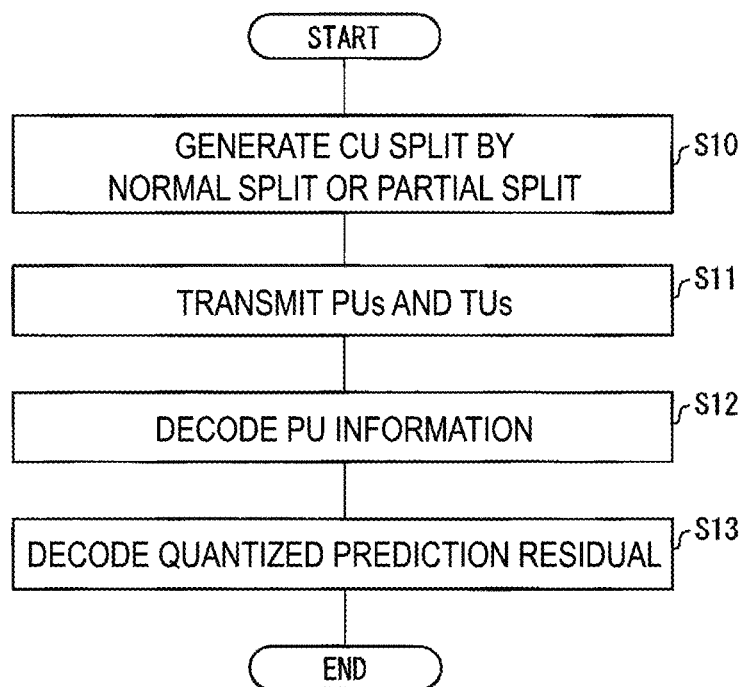 START
GENERATE CU SPLIT BY
NORMAL SPLIT OR PARTIAL SPLIT
S10
TRANSMIT PUs AND TUs
S11
DECODE PU INFORMATION
S12
DECODE QUANTIZED PREDICTION RESIDUAL
S13
END